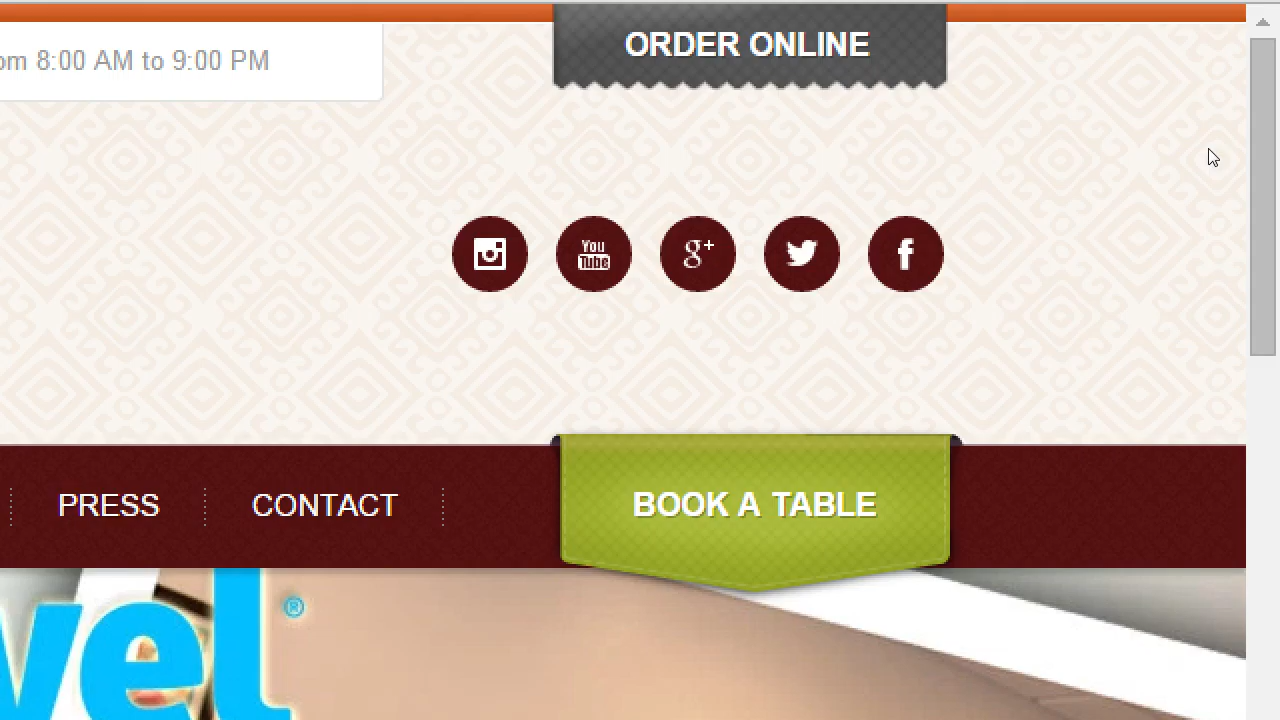 om 8:00 AM to 9:00 PM
ORDER ONLINE
You
Tube
g+
PRESS
CONTACT
BOOK A TABLE
vel®